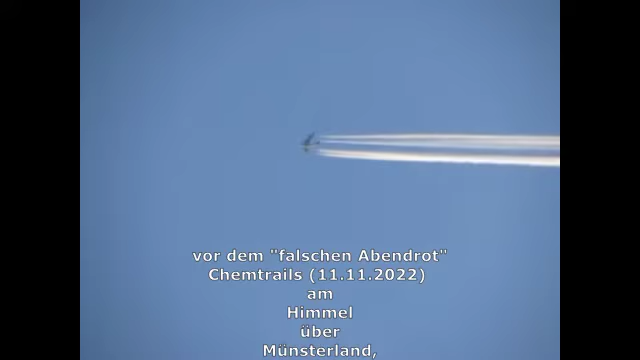 vor dem "falschen Abendrot"
Chemtrails (11.11.2022)
am
Himmel
über
Münsterland,